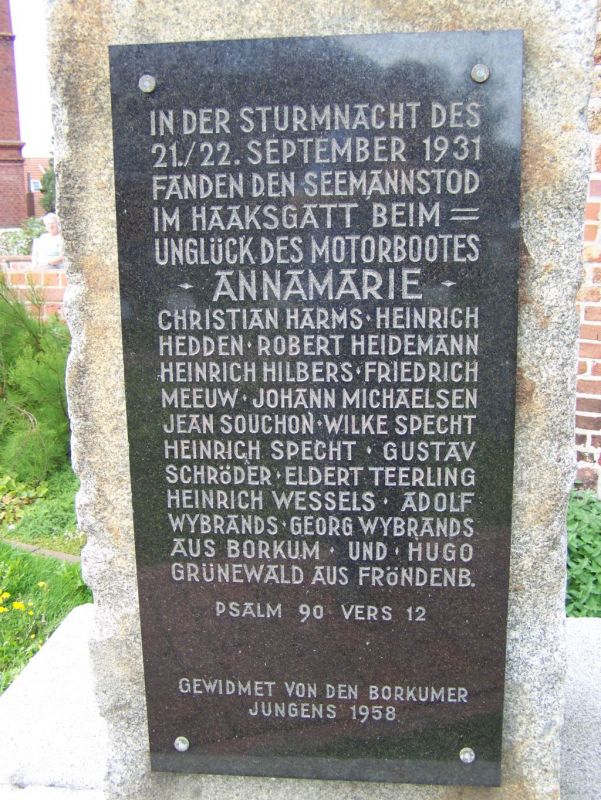 IN DER STURMNACHT DES
21./22. SEPTEMBER 1931
FANDEN DEN SEEMANNSTOD
IM HAAKSGATT BEIM =
UNGLÜCK DES MOTORBOOTES
- ANNAMARIE -
CHRISTIAN HARMS · HEINRICH
HEDDEN · ROBERT HEIDEMANN
HEINRICH HILBERS · FRIEDRICH
MEEUW · JOHANN MICHAELSEN
JEAN SOUCHON · WILKE SPECHT
HEINRICH SPECHT · GUSTAV
SCHRÖDER · ELDERT TEERLING
HEINRICH WESSELS · ADOLF
WYBRANDS · GEORG WYBRANDS
AUS BORKUM · UND · HUGO
GRÜNEWALD AUS FRÖNDENB.
PSALM 90 VERS 12
GEWIDMET VON DEN BORKUMER
JUNGENS 1958